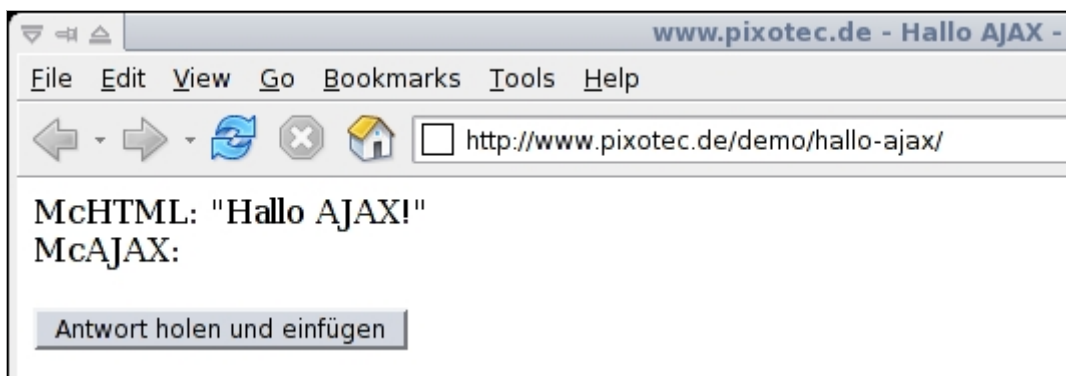 www.pixotec.de - Hallo AJAX -
File Edit View Go Bookmarks Tools Help
http://www.pixotec.de/demo/hallo-ajax/
McHTML: "Hallo AJAX!"
McAJAX:
Antwort holen und einfügen